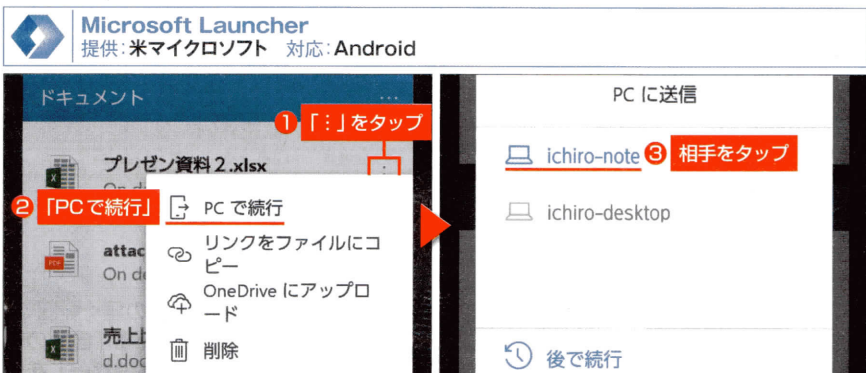 Microsoft Launcher
提供：米マイクロソフト　対応：Android
ドキュメント
...
❶「⋮」をタップ
プレゼン資料２.xlsx
⋮
On de
❷「PCで続行」
PC で続行
attac
On de
リンクをファイルにコ
ピー
OneDrive にアップロ
ード
売上
d.doc
削除
PC に送信
ichiro-note
❸ 相手をタップ
ichiro-desktop
後で続行